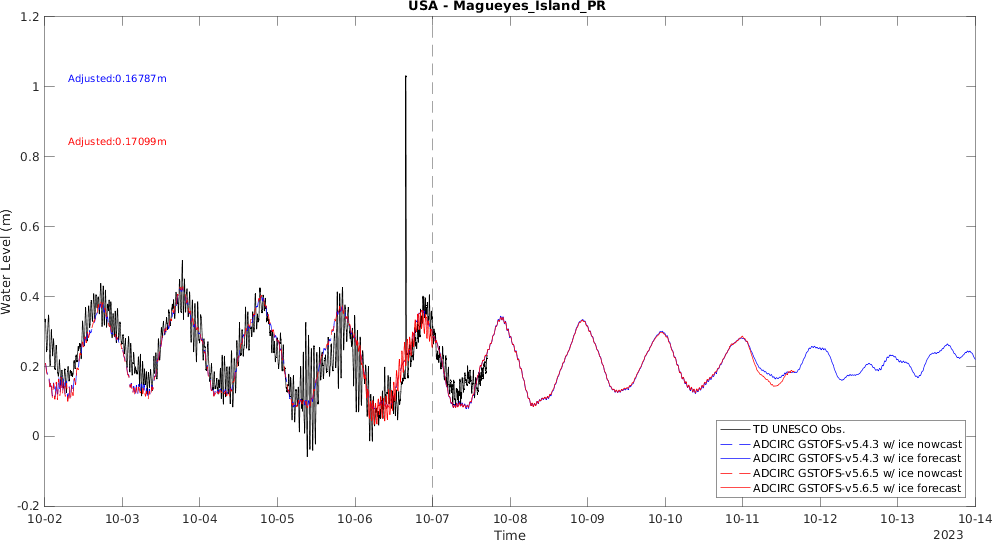 USA - Magueyes_Island_PR
1.2
1
0.8
0.6
0.4
0.2
0
-0.2
Water Level (m)
Adjusted:0.16787m
Adjusted:0.17099m
TD UNESCO Obs.
ADCIRC GSTOFS-v5.4.3 w/ ice nowcast
ADCIRC GSTOFS-v5.4.3 w/ ice forecast
ADCIRC GSTOFS-v5.6.5 w/ ice nowcast
ADCIRC GSTOFS-v5.6.5 w/ ice forecast
10-02 10-03 10-04 10-05 10-06 10-07 10-08 10-09 10-10 10-11 10-12 10-13 10-14
Time
2023